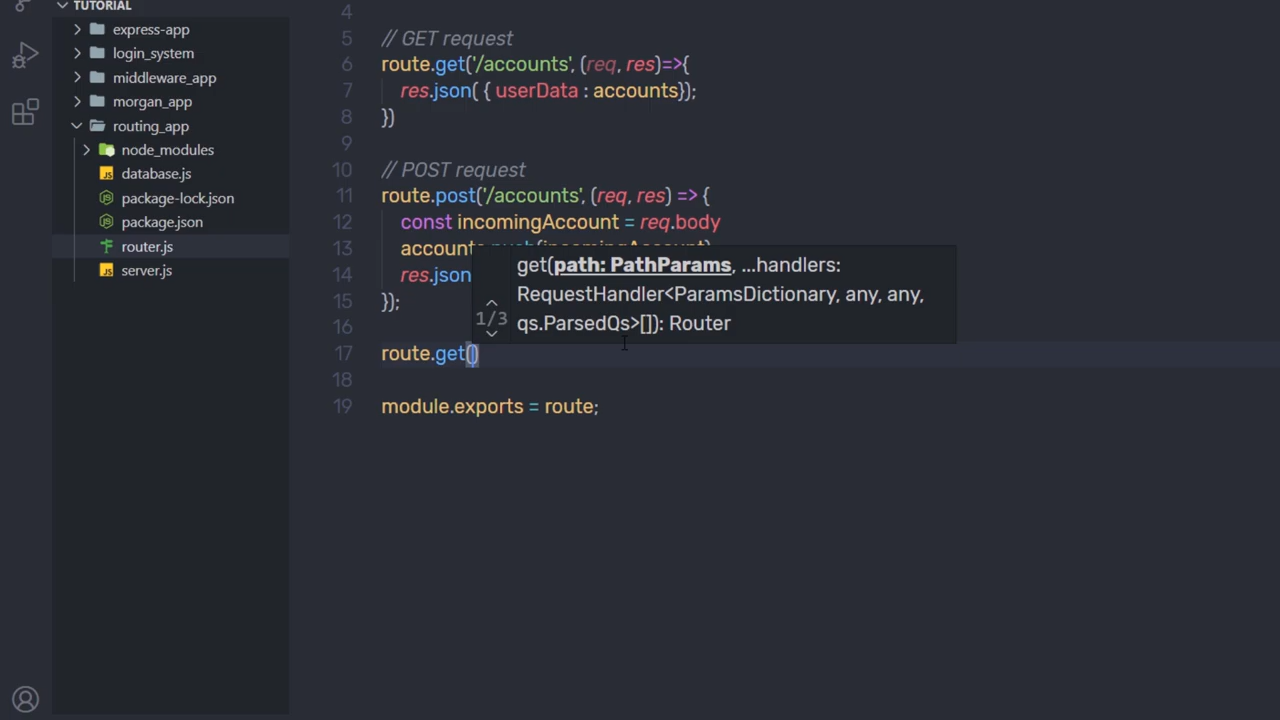 TUTORIAL
express-app
login_system
middleware_app
morgan_app
routing_app
node_modules
database.js
package-lock.json
package.json
router.js
server.js
4
5 // GET request
6 route.get('/accounts', (req, res)=>{
7 res.json( { userData : accounts});
8 })
9
10 // POST request
11 route.post('/accounts', (req, res) => {
12 const incomingAccount = req.body
13 accounts.push(incomingAccount)
14 res.json
15 });
16
17 route.get()
18
19 module.exports = route;
get(path: PathParams, ...handlers:
RequestHandler<ParamsDictionary, any, any,
1/3
qs.ParsedQs>[]): Router